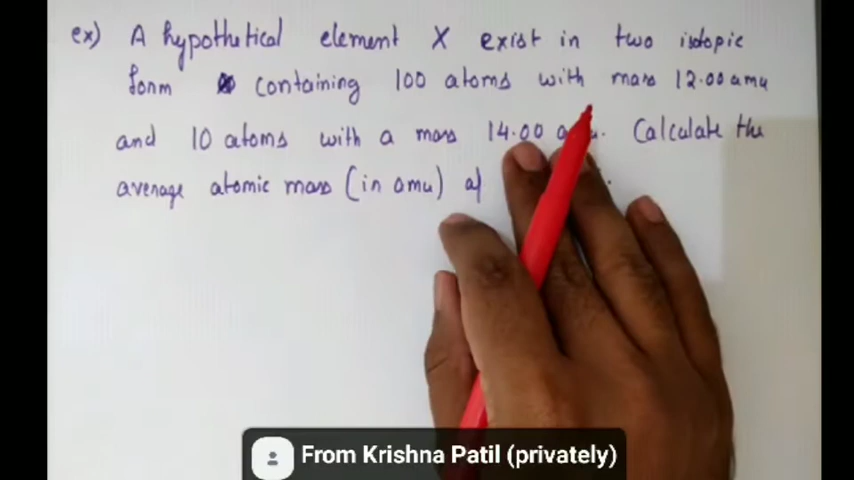 ex) A hypothetical element X exist in two isotopic
form containing 100 atoms with mass 12.00 amu
and 10 atoms with a mass 14.00 Calculate the
average atomic mass (in amu) of
From Krishna Patil (privately)